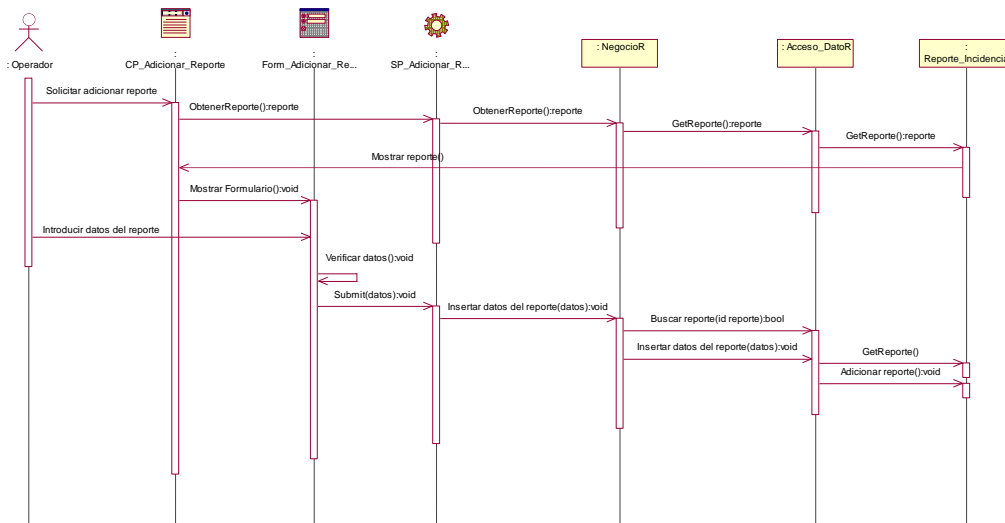 : Operador
:
CP_Adicionar_Reporte
:
Form_Adicionar_Re...
:
SP_Adicionar_R...
: NegocioR
: Acceso_DatoR
:
Reporte_Incidencia
Solicitar adicionar reporte
ObtenerReporte():reporte
ObtenerReporte():reporte
GetReporte():reporte
GetReporte():reporte
Mostrar reporte()
Mostrar Formulario():void
Introducir datos del reporte
Verificar datos():void
Submit(datos):void
Insertar datos del reporte(datos):void
Buscar reporte(id reporte):bool
Insertar datos del reporte(datos):void
GetReporte()
Adicionar reporte():void